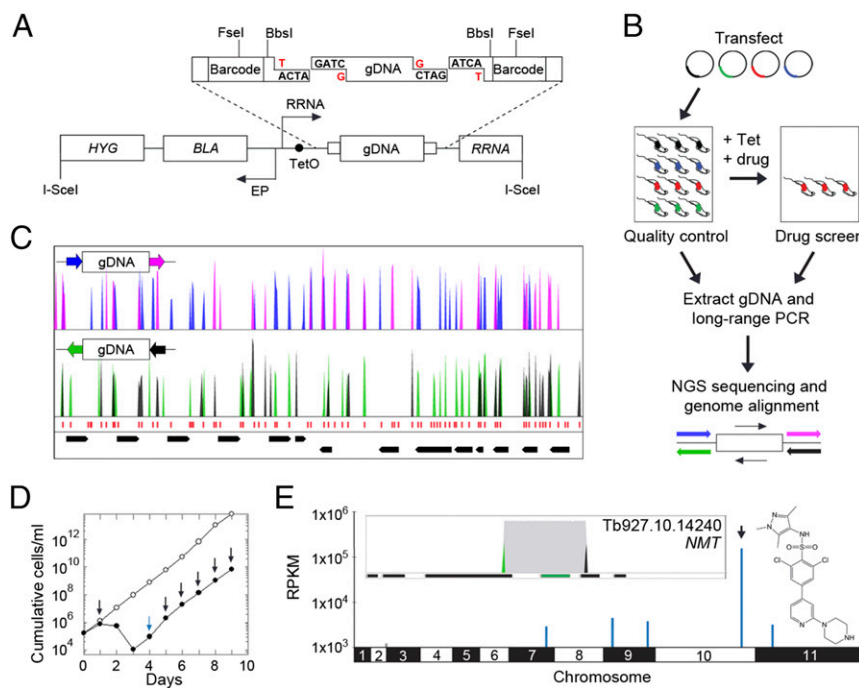 A
FseI BbsI BbsI FseI
Barcode T GATC gDNA G ATCA Barcode
ACTA G CTAG T
RRNA
HYG BLA gDNA RRNA
TetO
I-SceI EP I-SceI
B
Transfect
+ Tet
+ drug
Quality control Drug screen
Extract gDNA and
long-range PCR
NGS sequencing and
genome alignment
C
gDNA
gDNA
D
Cumulative cells/ml
10^12
10^10
10^8
10^6
10^4
0 2 4 6 8 10
Days
E
RPKM
1x10^6
1x10^5
1x10^4
1x10^3
Tb927.10.14240
NMT
1 2 3 4 5 6 7 8 9 10 11
Chromosome
N
N
NH
O=S=O
Cl Cl
N N
NH